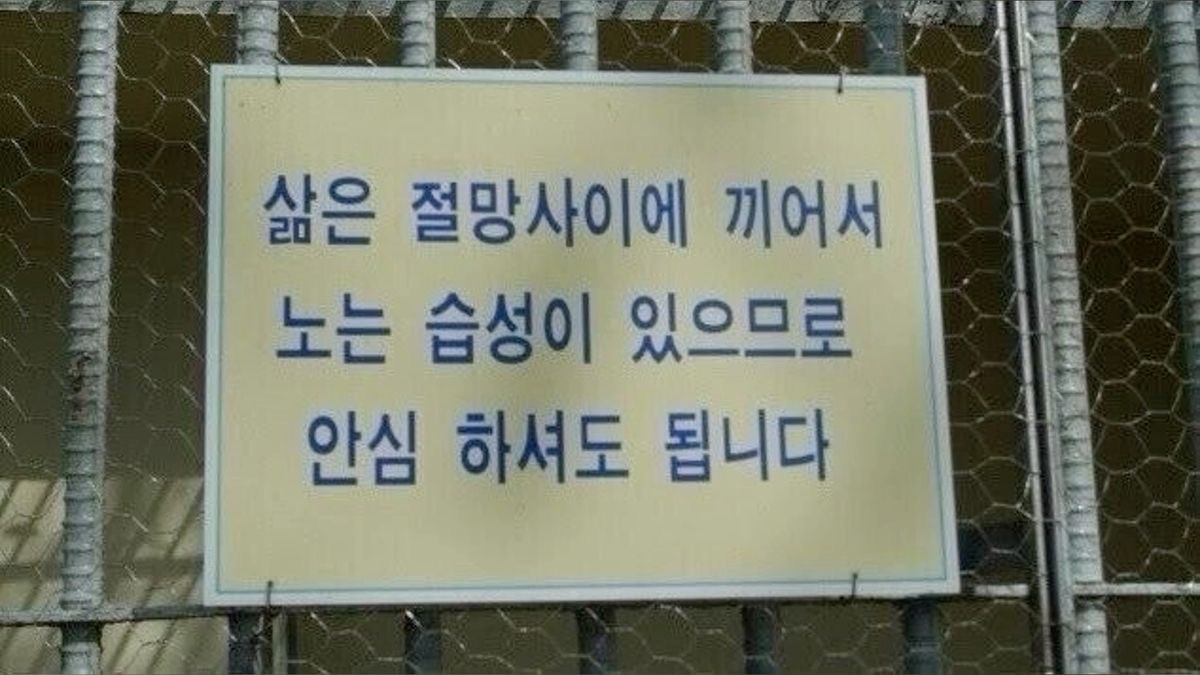 삶은 절망사이에 끼어서
노는 습성이 있으므로
안심 하셔도 됩니다